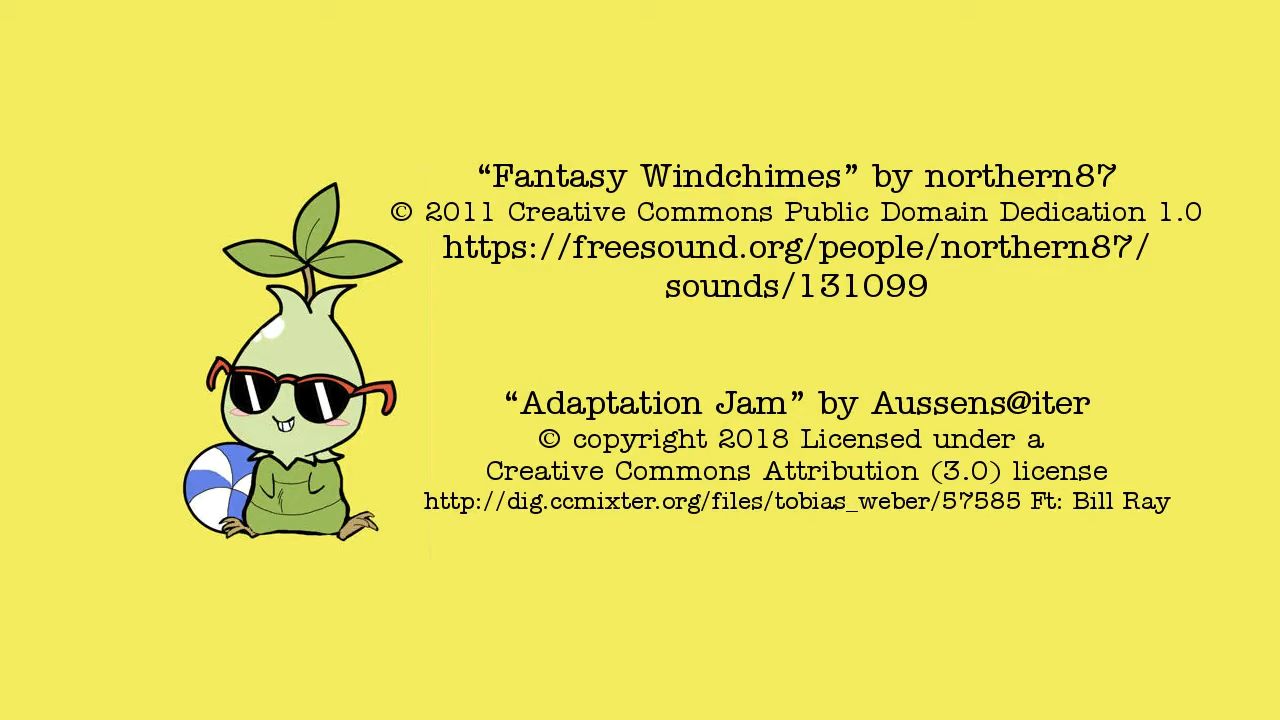 “Fantasy Windchimes” by northern87
© 2011 Creative Commons Public Domain Dedication 1.0
https://freesound.org/people/northern87/
sounds/131099
“Adaptation Jam” by Aussens@iter
© copyright 2018 Licensed under a
Creative Commons Attribution (3.0) license
http://dig.ccmixter.org/files/tobias_weber/57585 Ft: Bill Ray